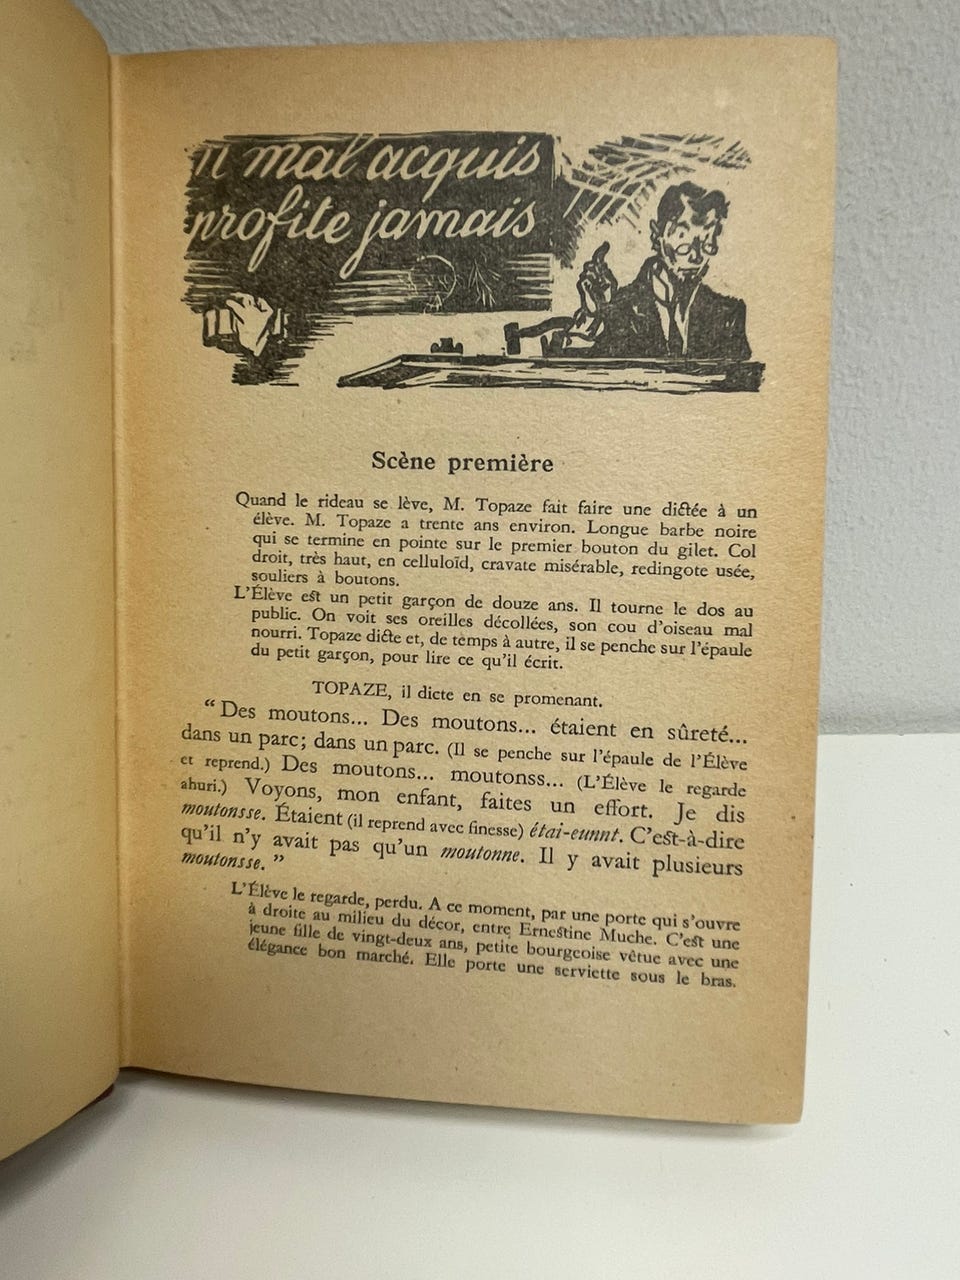 mal acquis
profite jamais
Scène première
Quand le rideau se lève, M. Topaze fait faire une dictée à un
élève. M. Topaze a trente ans environ. Longue barbe noire
qui se termine en pointe sur le premier bouton du gilet. Col
droit, très haut, en celluloïd, cravate misérable, redingote usée,
souliers à boutons.
L'Élève est un petit garçon de douze ans. Il tourne le dos au
public. On voit ses oreilles décollées, son cou d'oiseau mal
nourri. Topaze dicte et, de temps à autre, il se penche sur l'épaule
du petit garçon, pour lire ce qu'il écrit.
TOPAZE, il dicte en se promenant.
“ Des moutons... Des moutons... étaient en sûreté...
dans un parc; dans un parc. (Il se penche sur l'épaule de l'Élève
et reprend.) Des moutons... moutonss... (L'Élève le regarde
ahuri.) Voyons, mon enfant, faites un effort. Je dis
moutonsse. Étaient (il reprend avec finesse) étai-eunnt. C'est-à-dire
qu'il n'y avait pas qu'un moutonne. Il y avait plusieurs
moutonsse. ”
L'Élève le regarde, perdu. A ce moment, par une porte qui s'ouvre
à droite au milieu du décor, entre Ernestine Muche. C'est une
jeune fille de vingt-deux ans, petite bourgeoise vêtue avec une
élégance bon marché. Elle porte une serviette sous le bras.